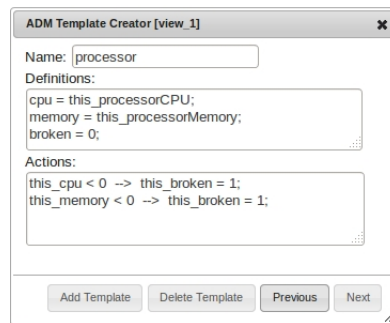 ADM Template Creator [view_1]
Name: processor
Definitions:
cpu = this_processorCPU;
memory = this_processorMemory;
broken = 0;
Actions:
this_cpu < 0 --> this_broken = 1;
this_memory < 0 --> this_broken = 1;
Add Template Delete Template Previous Next